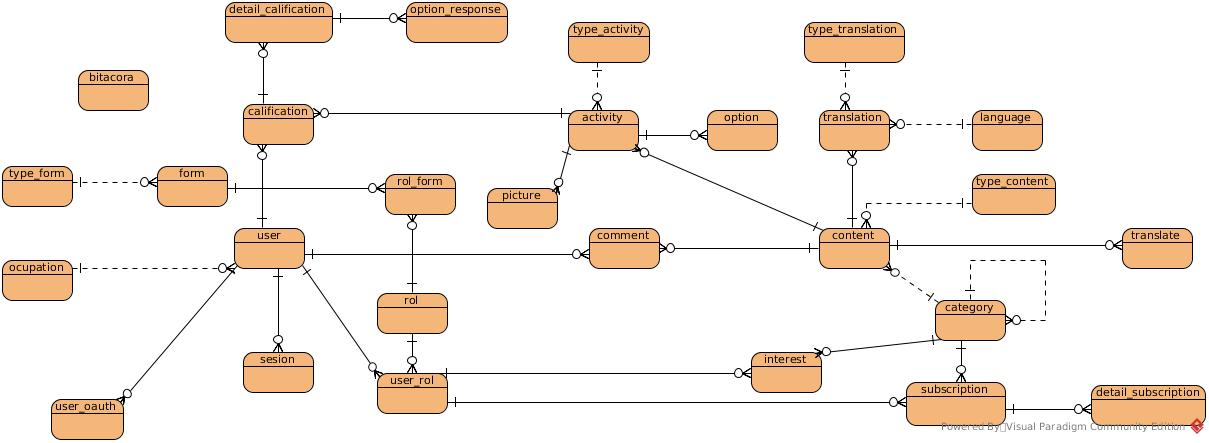 detail_calification
option_response
type_activity
type_translation
bitacora
calification
activity
option
translation
language
type_form
form
rol_form
picture
type_content
user
comment
content
translate
ocupation
rol
category
sesion
user_rol
interest
subscription
detail_subscription
user_oauth
Powered By Visual Paradigm Community Edition